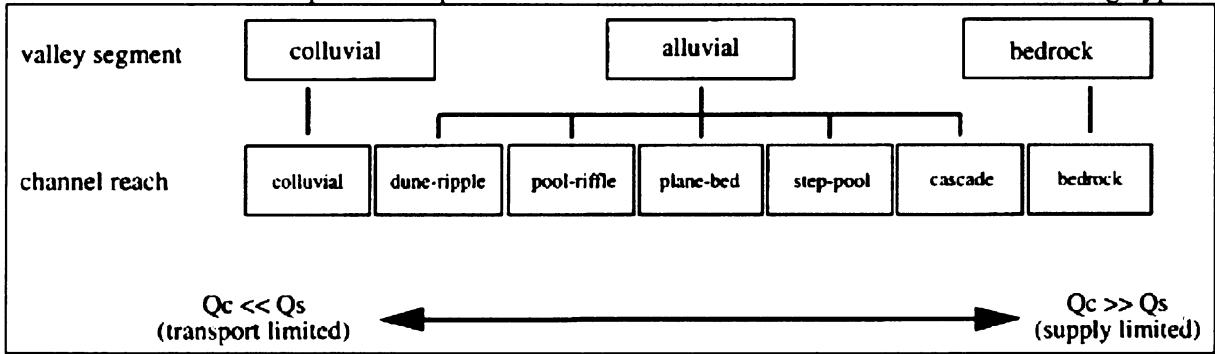 valley segment colluvial alluvial bedrock
channel reach colluvial dune-ripple pool-riffle plane-bed step-pool cascade bedrock
Qc << Qs Qc >> Qs
(transport limited) (supply limited)